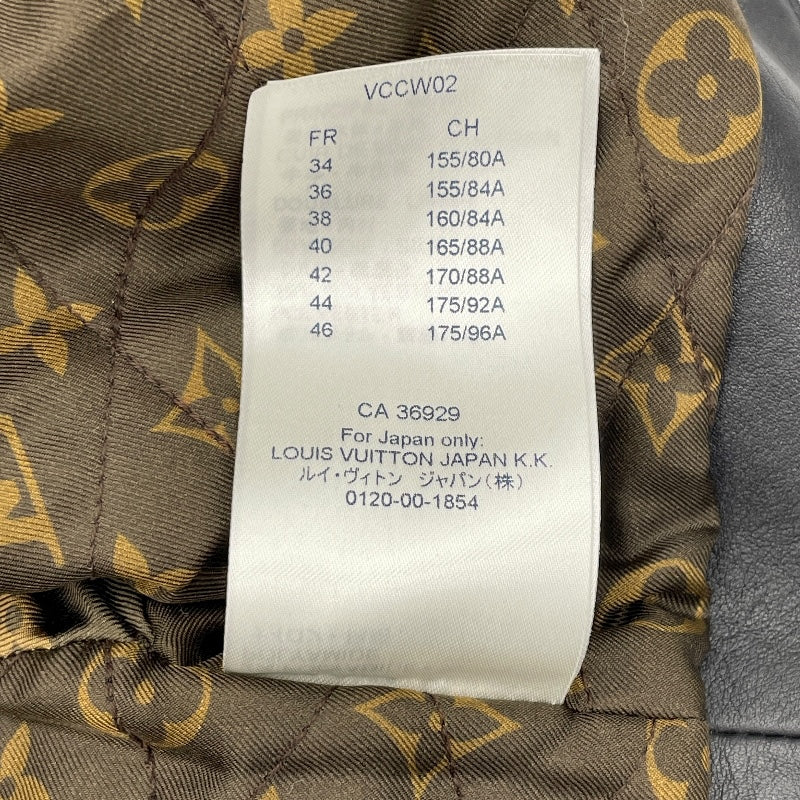 VCCW02
FR CH
34 155/80A
36 155/84A
38 160/84A
40 165/88A
42 170/88A
44 175/92A
46 175/96A
CA 36929
For Japan only:
LOUIS VUITTON JAPAN K.K.
ルイ・ヴィトン ジャパン(株)
0120-00-1854